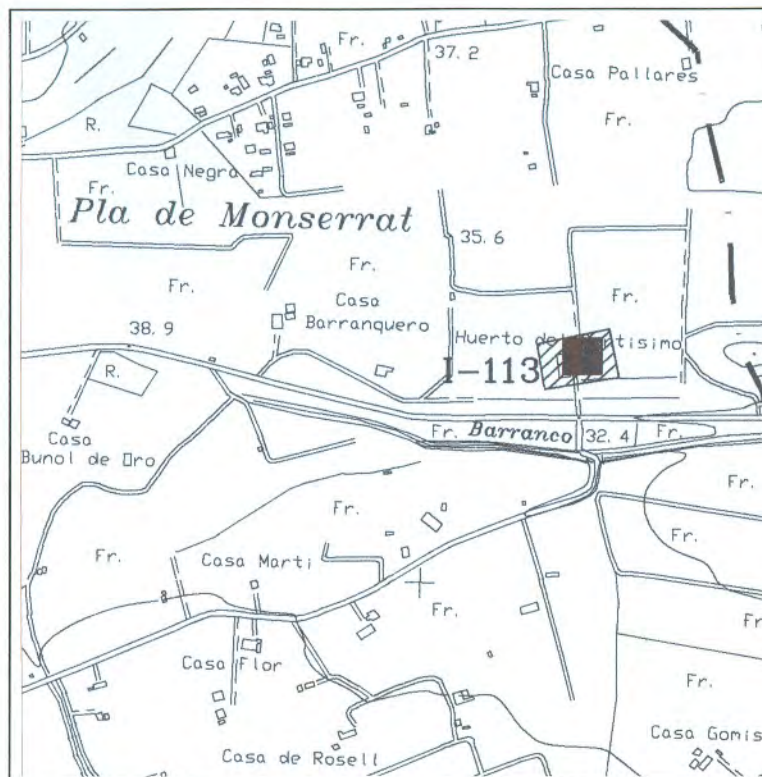 Fr.
37.2
Casa Pallares
R.
Fr.
Casa Negra
Fr.
Pla de Monserrat
35.6
Fr.
Fr.
Casa
Barranquero
Fr.
38.9
Huerto
I-113
R.
Fr. Barranco 32.4 Fr.
Casa
Bunol de Oro
Fr.
Fr.
Fr.
Fr.
Casa Marti
Fr.
Fr
Casa Flor
Fr.
Casa Gomis
Casa de Rosell